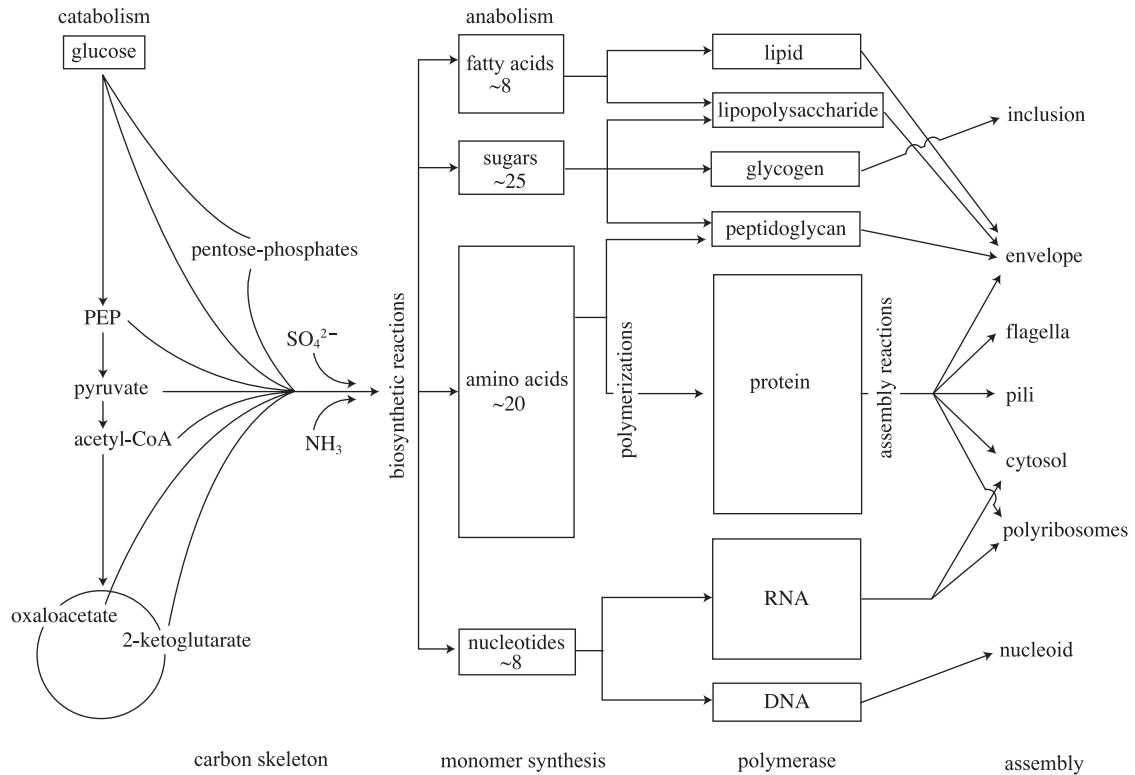 catabolism
glucose
pentose-phosphates
PEP
pyruvate
acetyl-CoA
oxaloacetate
2-ketoglutarate
SO₄²⁻
NH₃
biosynthetic reactions
anabolism
fatty acids
~8
sugars
~25
amino acids
~20
nucleotides
~8
polymerizations
lipid
lipopolysaccharide
glycogen
peptidoglycan
protein
RNA
DNA
assembly reactions
inclusion
envelope
flagella
pili
cytosol
polyribosomes
nucleoid
carbon skeleton
monomer synthesis
polymerase
assembly